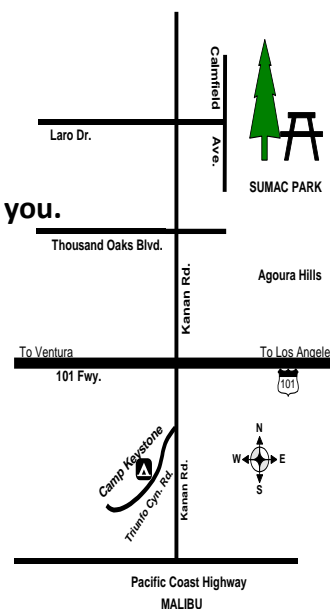 Calmfield Ave.
Laro Dr.
SUMAC PARK
you.
Thousand Oaks Blvd.
Kanan Rd.
Agoura Hills
To Ventura
To Los Angele
101 Fwy.
101
Camp Keystone
Triunfo Cyn. Rd.
Kanan Rd.
N
W E
S
Pacific Coast Highway
MALIBU